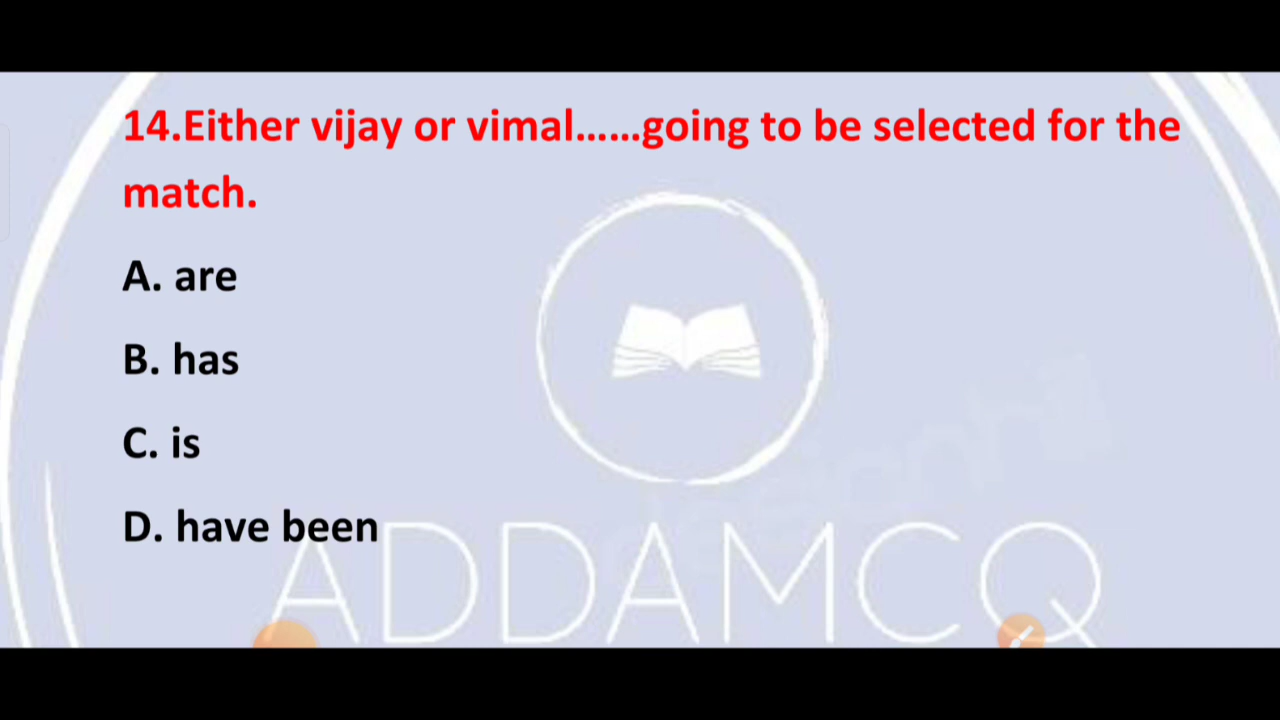 14.Either vijay or vimal......going to be selected for the
match.
A. are
B. has
C. is
D. have been
ADDAMCQ